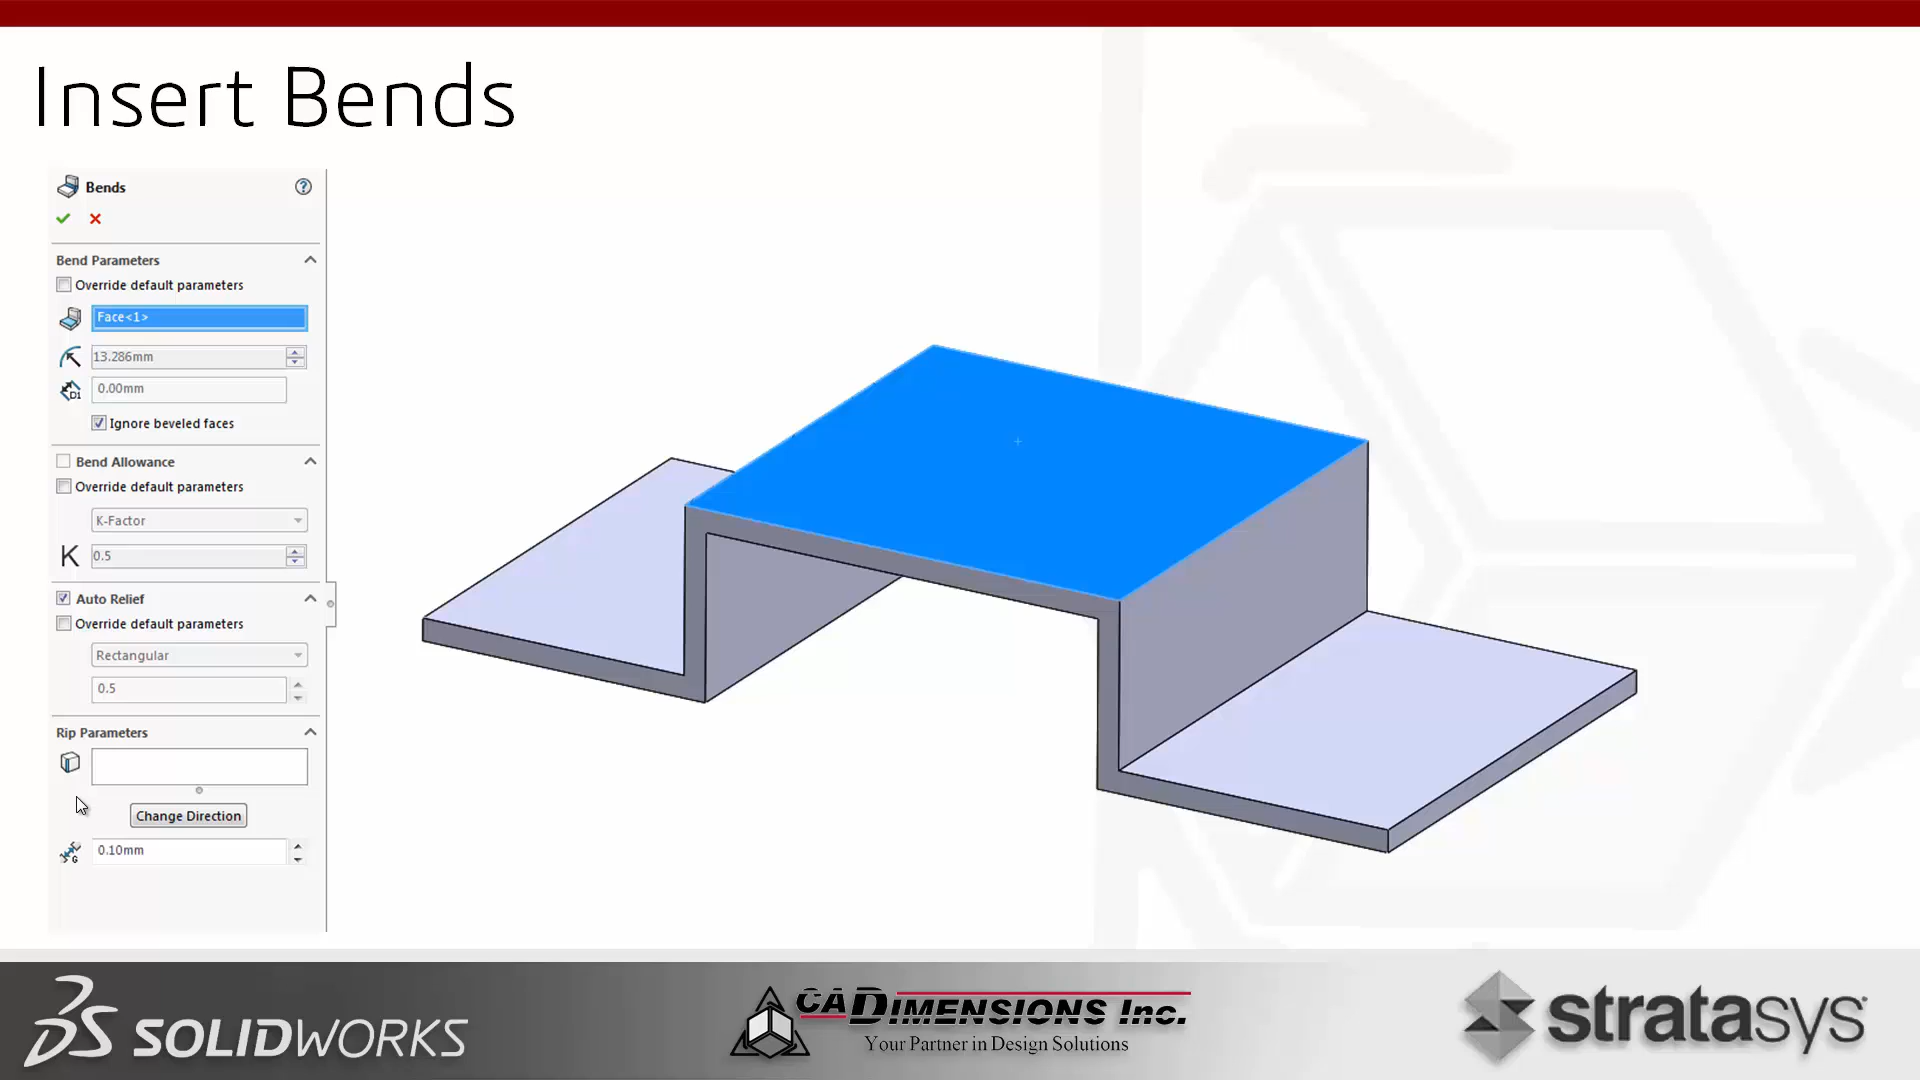 Insert Bends
Bends
Bend Parameters
Override default parameters
Face<1>
13.286mm
D1
0.00mm
Ignore beveled faces
Bend Allowance
Override default parameters
K-Factor
K 0.5
Auto Relief
Override default parameters
Rectangular
0.5
Rip Parameters
Change Direction
G
0.10mm
SOLIDWORKS
CADIMENSIONS Inc.
Your Partner in Design Solutions
stratasys